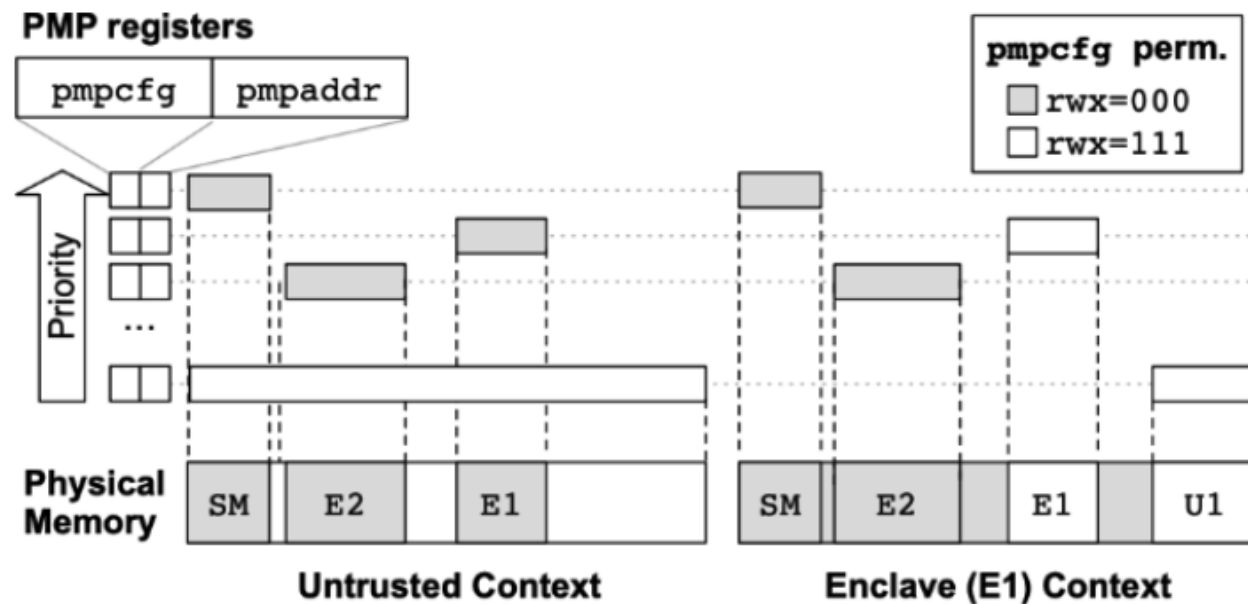 PMP registers
pmpcfg pmpaddr
pmpcfg perm.
rwx=000
rwx=111
Priority
...
Physical
Memory
SM E2 E1
SM E2 E1 U1
Untrusted Context
Enclave (E1) Context